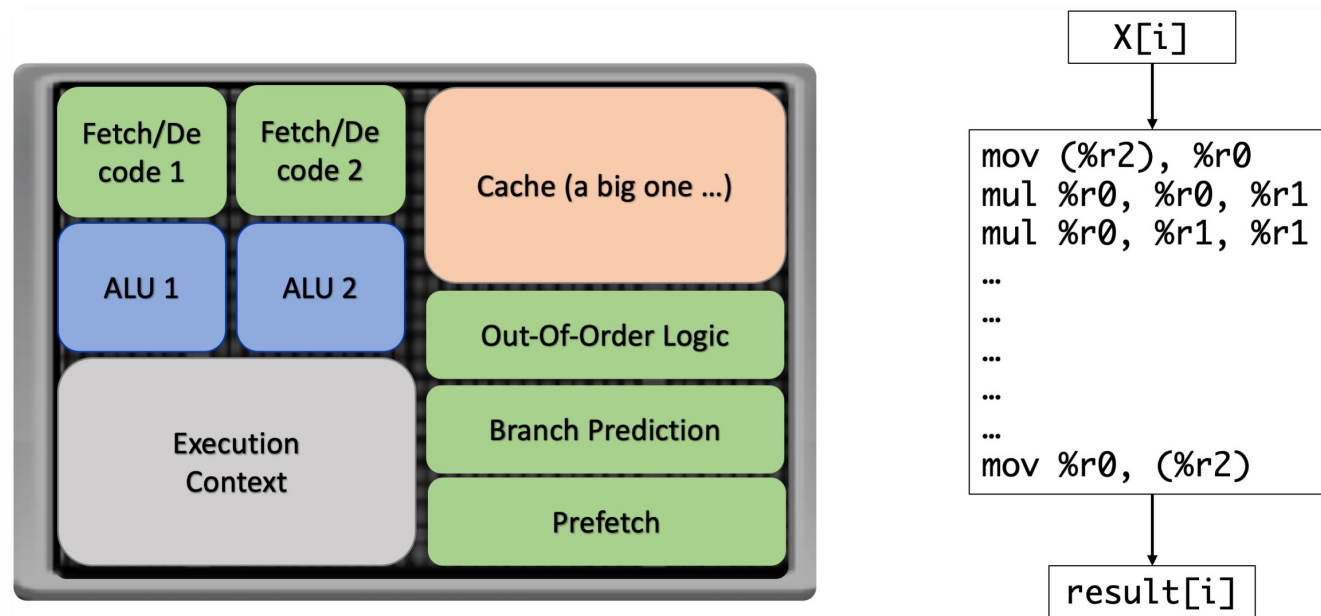 Fetch/De
code 1
Fetch/De
code 2
Cache (a big one ...)
ALU 1
ALU 2
Out-Of-Order Logic
Branch Prediction
Execution
Context
Prefetch
X[i]
mov (%r2), %r0
mul %r0, %r0, %r1
mul %r0, %r1, %r1
...
...
...
...
...
mov %r0, (%r2)
result[i]